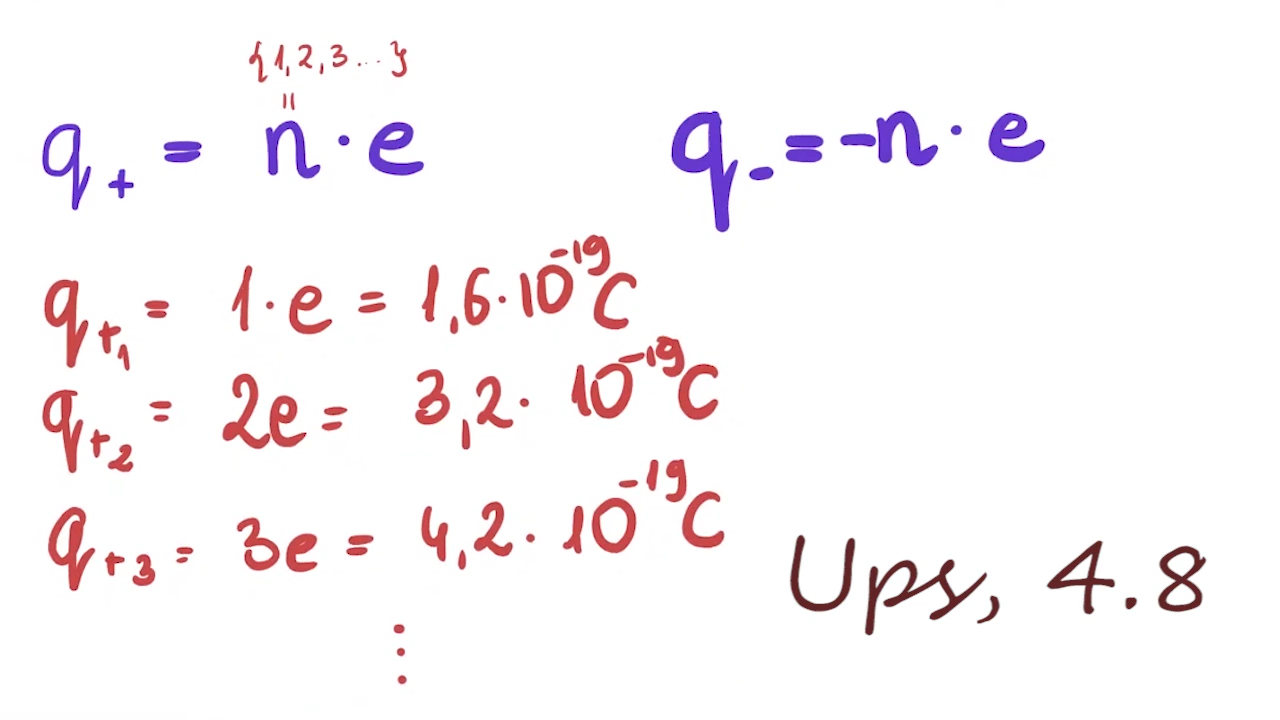 {1,2,3...}
=
q₊ = n · e
q₋ = -n · e
q₊₁ = 1 · e = 1,6 · 10⁻¹⁹ C
q₊₂ = 2e = 3,2 · 10⁻¹⁹ C
q₊₃ = 3e = 4,2 · 10⁻¹⁹ C
Ups, 4.8
⋮